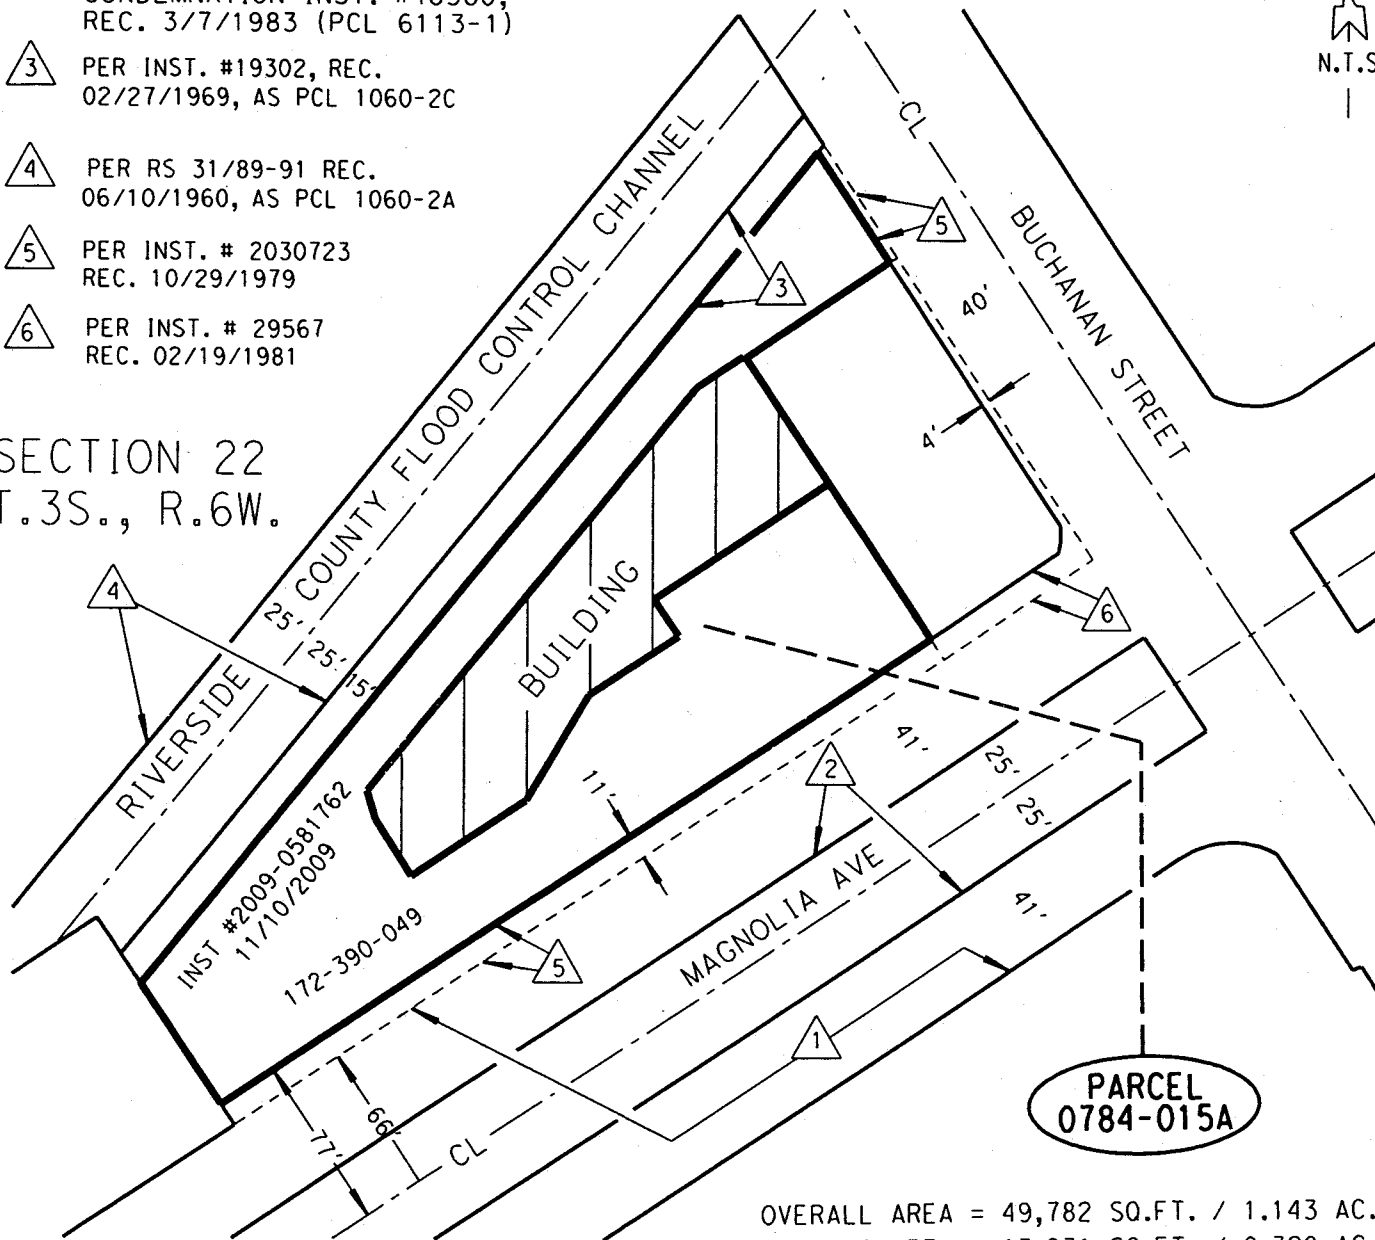 REC. 3/7/1983 (PCL 6113-1)
3 PER INST. #19302, REC.
02/27/1969, AS PCL 1060-2C
4 PER RS 31/89-91 REC.
06/10/1960, AS PCL 1060-2A
5 PER INST. # 2030723
REC. 10/29/1979
6 PER INST. # 29567
REC. 02/19/1981
N.T.S
SECTION 22
T.3S., R.6W.
RIVERSIDE COUNTY FLOOD CONTROL CHANNEL
25'
25'
15'
CL
BUCHANAN STREET
40'
4'
5
3
4
6
BUILDING
INST #2009-0581762
11/10/2009
172-390-049
11'
5
2
41'
25'
25'
41'
MAGNOLIA AVE
1
66'
77'
CL
PARCEL
0784-015A
OVERALL AREA = 49,782 SQ.FT. / 1.143 AC.